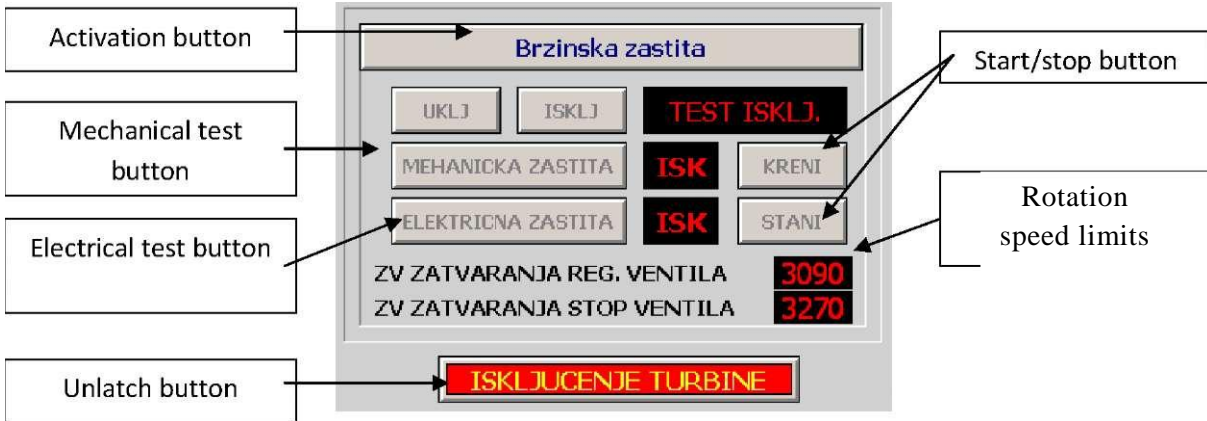 Activation button
Brzinska zastita
Start/stop button
UKLJ
ISKLJ
TEST ISKLJ.
Mechanical test
button
MEHANICKA ZASTITA
ISK
KRENI
Electrical test button
ELEKTRICNA ZASTITA
ISK
STANI
Rotation
speed limits
ZV ZATVARANJA REG. VENTILA
3090
ZV ZATVARANJA STOP VENTILA
3270
Unlatch button
ISKLJUCENJE TURBINE